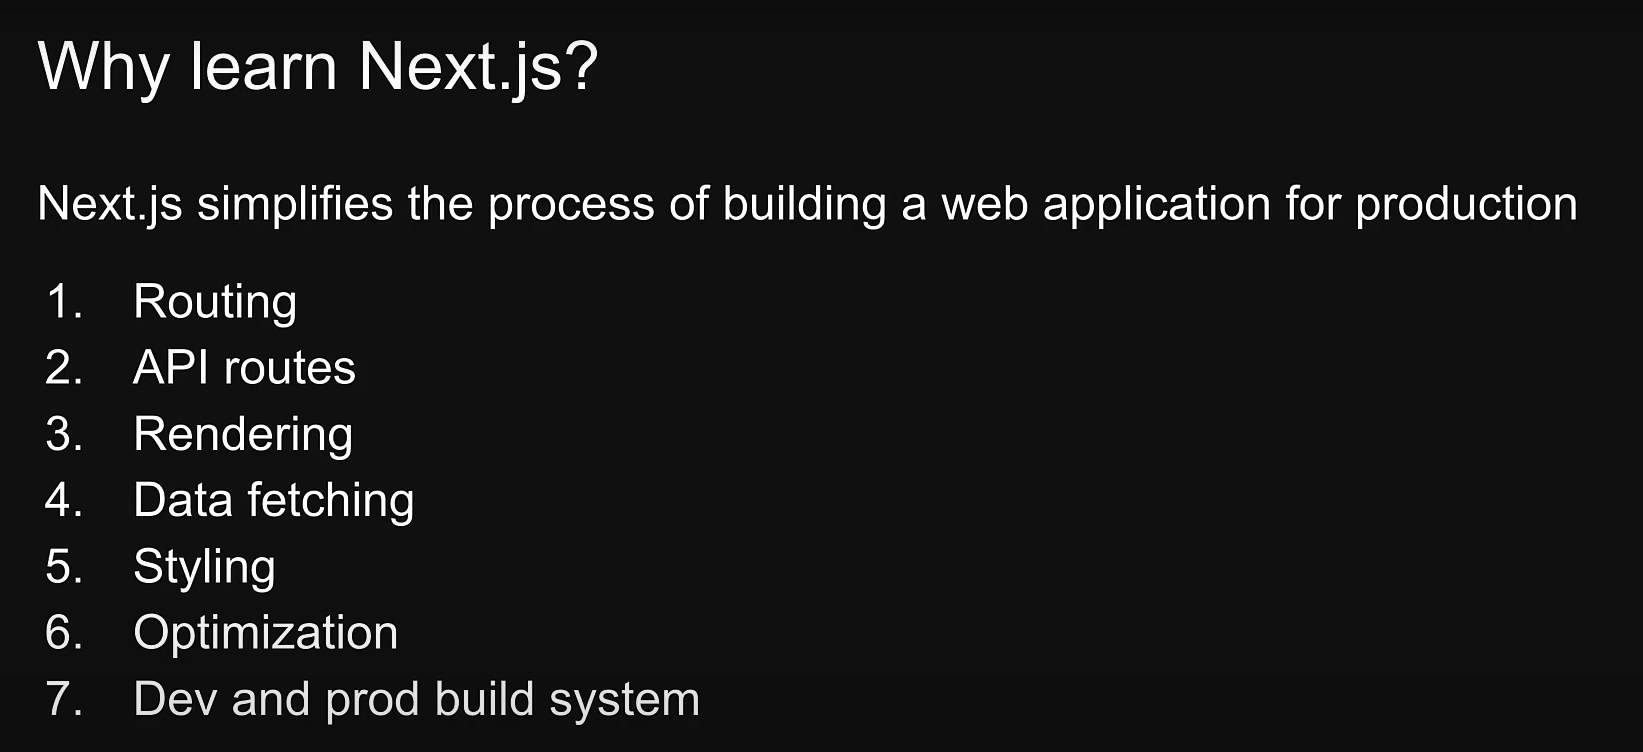 Why learn Next.js?
Next.js simplifies the process of building a web application for production
1. Routing
2. API routes
3. Rendering
4. Data fetching
5. Styling
6. Optimization
7. Dev and prod build system